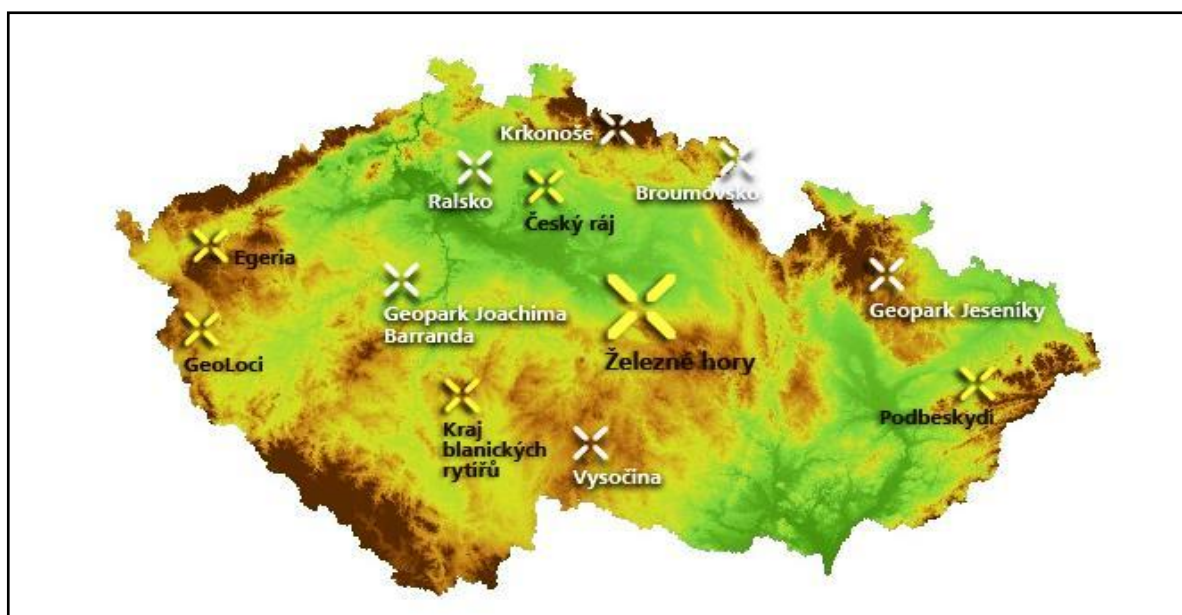 Krkonoše
Ralsko
Český ráj
Broumovsko
Egeria
Geopark Joachima
Barranda
Geopark Jeseníky
GeoLoci
Železné hory
Podbeskydí
Kraj
blanických
rytířů
Vysočina